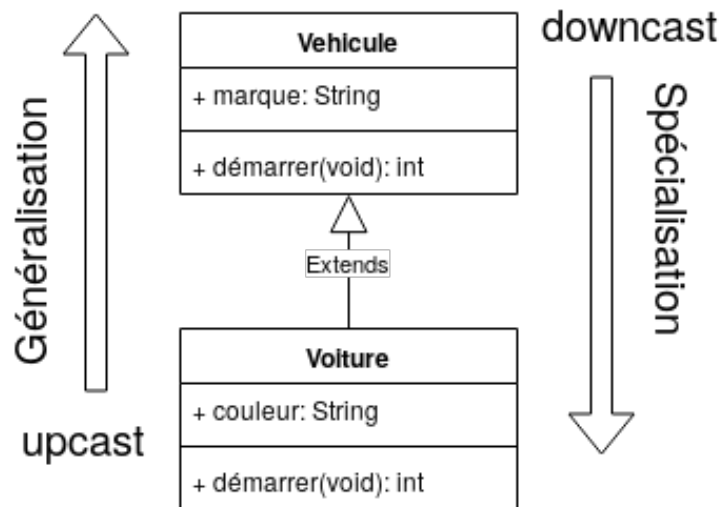 Vehicule
+ marque: String
+ démarrer(void): int
Extends
Voiture
+ couleur: String
+ démarrer(void): int
Généralisation
upcast
downcast
Spécialisation